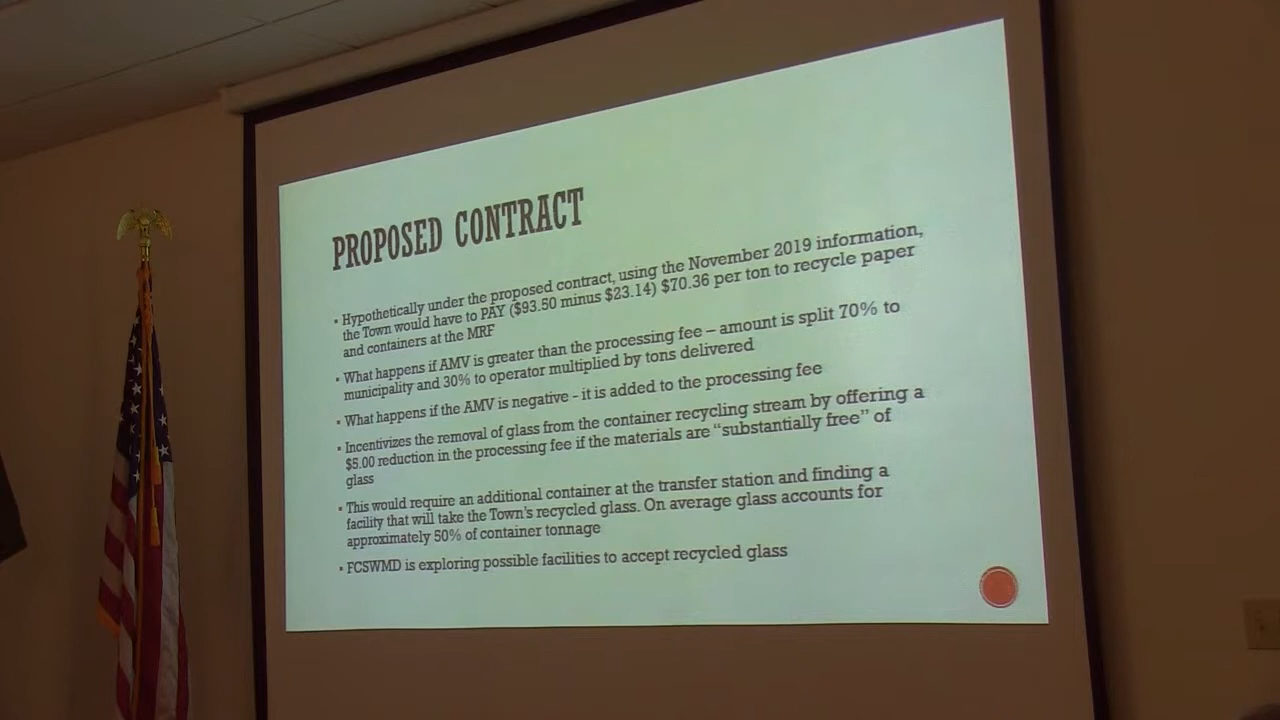 PROPOSED CONTRACT
▪ Hypothetically under the proposed contract, using the November 2019 information,
the Town would have to PAY ($93.50 minus $23.14) $70.36 per ton to recycle paper
and containers at the MRF
▪ What happens if AMV is greater than the processing fee – amount is split 70% to
municipality and 30% to operator multiplied by tons delivered
▪ What happens if the AMV is negative - it is added to the processing fee
▪ Incentivizes the removal of glass from the container recycling stream by offering a
$5.00 reduction in the processing fee if the materials are “substantially free” of
glass
▪ This would require an additional container at the transfer station and finding a
facility that will take the Town's recycled glass. On average glass accounts for
approximately 50% of container tonnage
▪ FCSWMD is exploring possible facilities to accept recycled glass